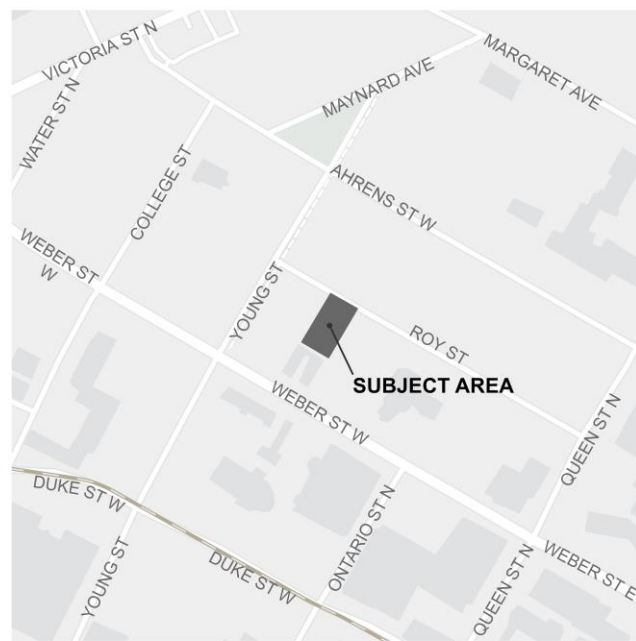 VICTORIA ST N
MARGARET AVE
MAYNARD AVE
WATER ST N
COLLEGE ST
AHRENS ST W
WEBER ST
W
YOUNG ST
ROY ST
SUBJECT AREA
WEBER ST W
QUEEN ST N
DUKE ST W
ONTARIO ST N
DUKE ST W
WEBER ST E
YOUNG ST
QUEEN ST N